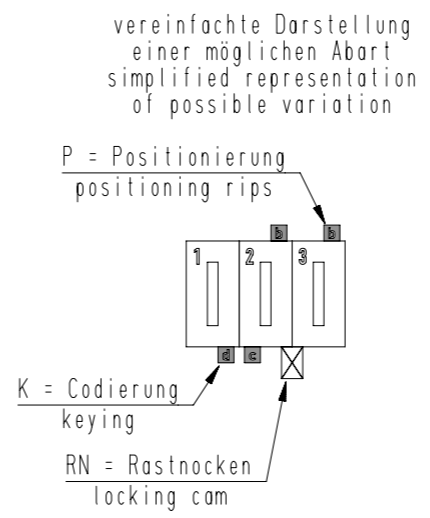 vereinfachte Darstellung
einer möglichen Abart
simplified representation
of possible variation
P = Positionierung
positioning rips
b b
1 2 3
d c
K = Codierung
keying
RN = Rastnocken
locking cam